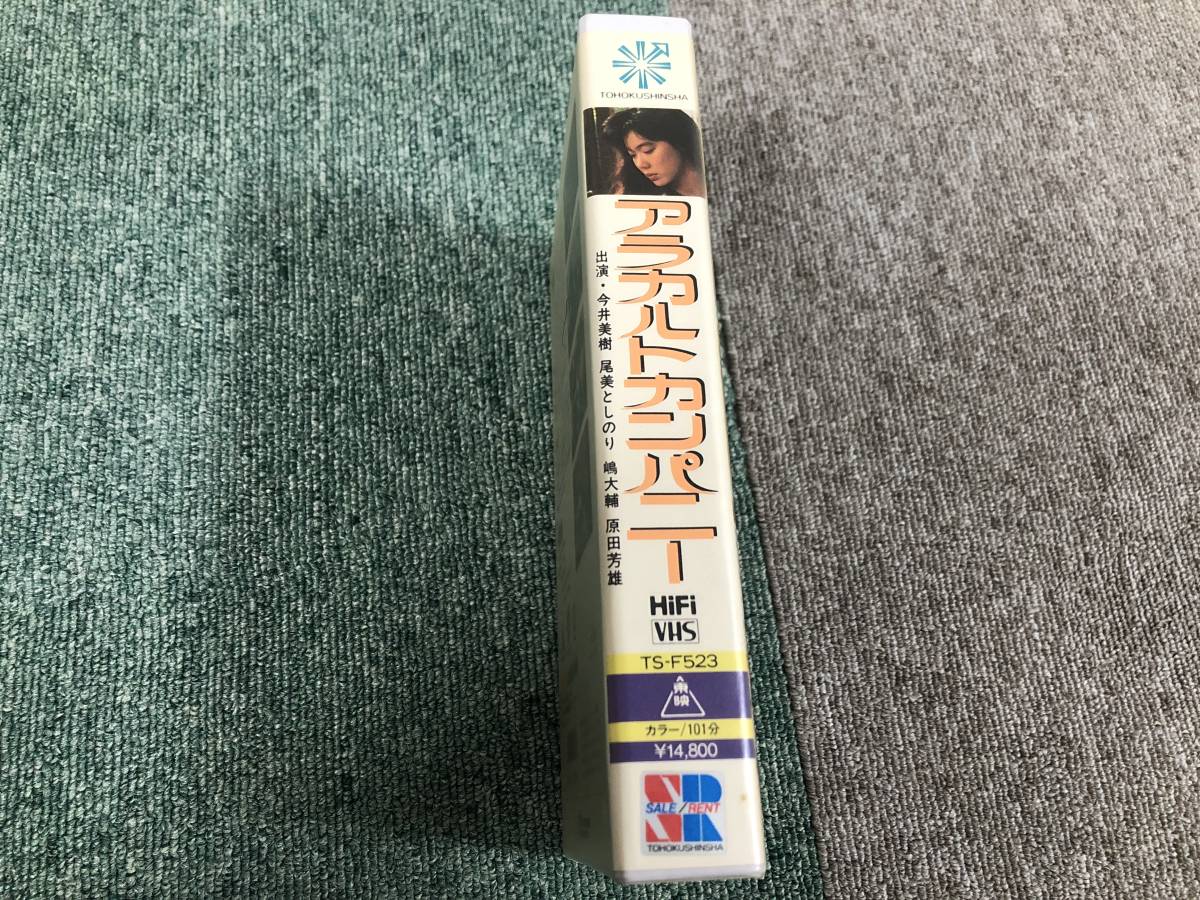 TOHOKUSHINSHA
アラカルトカンパニー
出演・今井美樹 尾美としのり 嶋大輔 原田芳雄
HiFi
VHS
TS-F523
東映
カラー/101分
¥14,800
SR
SALE/RENT
TOHOKUSHINSHA